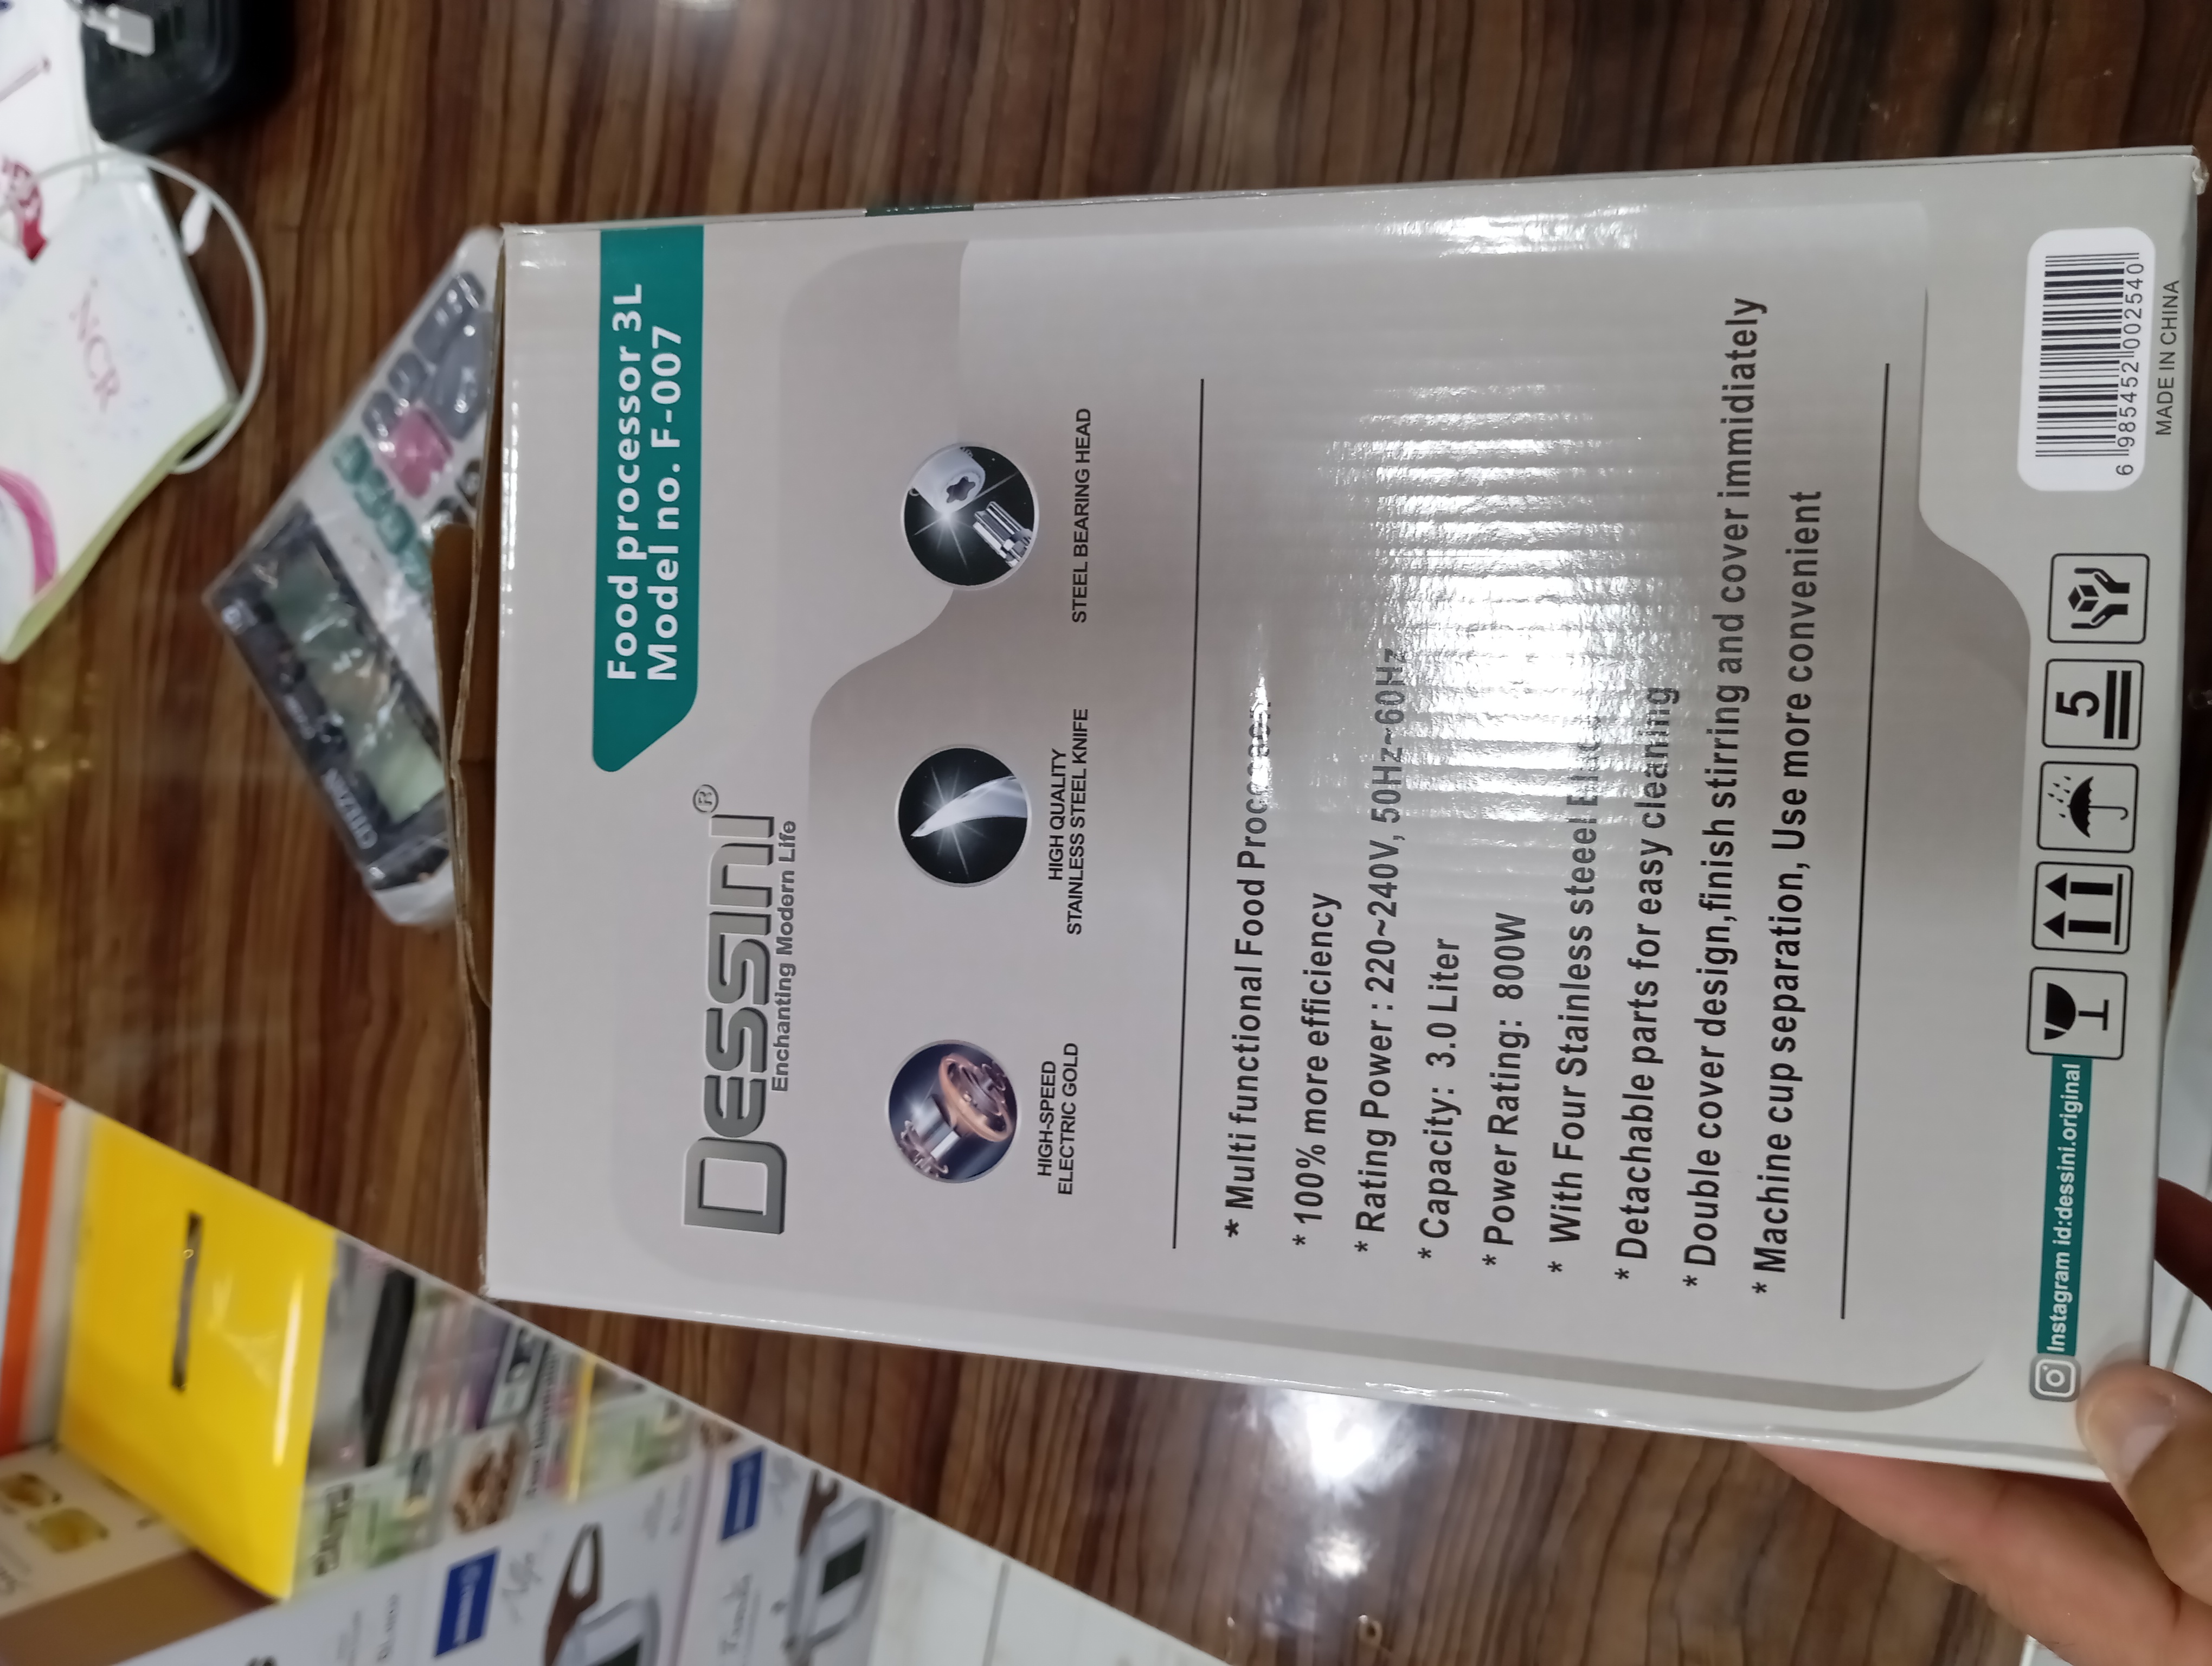 Food processor 3L
Model no. F-007
Dessini®
Enchanting Modern Life
HIGH-SPEED
ELECTRIC GOLD
HIGH QUALITY
STAINLESS STEEL KNIFE
STEEL BEARING HEAD
* Multi functional Food
* 100% more efficiency
* Rating Power : 220~240V, 50Hz~60Hz
* Capacity: 3.0 Liter
* Power Rating: 800W
* With Four Stainless steel
* Detachable parts for easy cleaning
* Double cover design,finish stirring and cover immidiately
* Machine cup separation, Use more convenient
Instagram id:dessini.original
5
6 985452 002540
MADE IN CHINA
NCR
CITIZEN